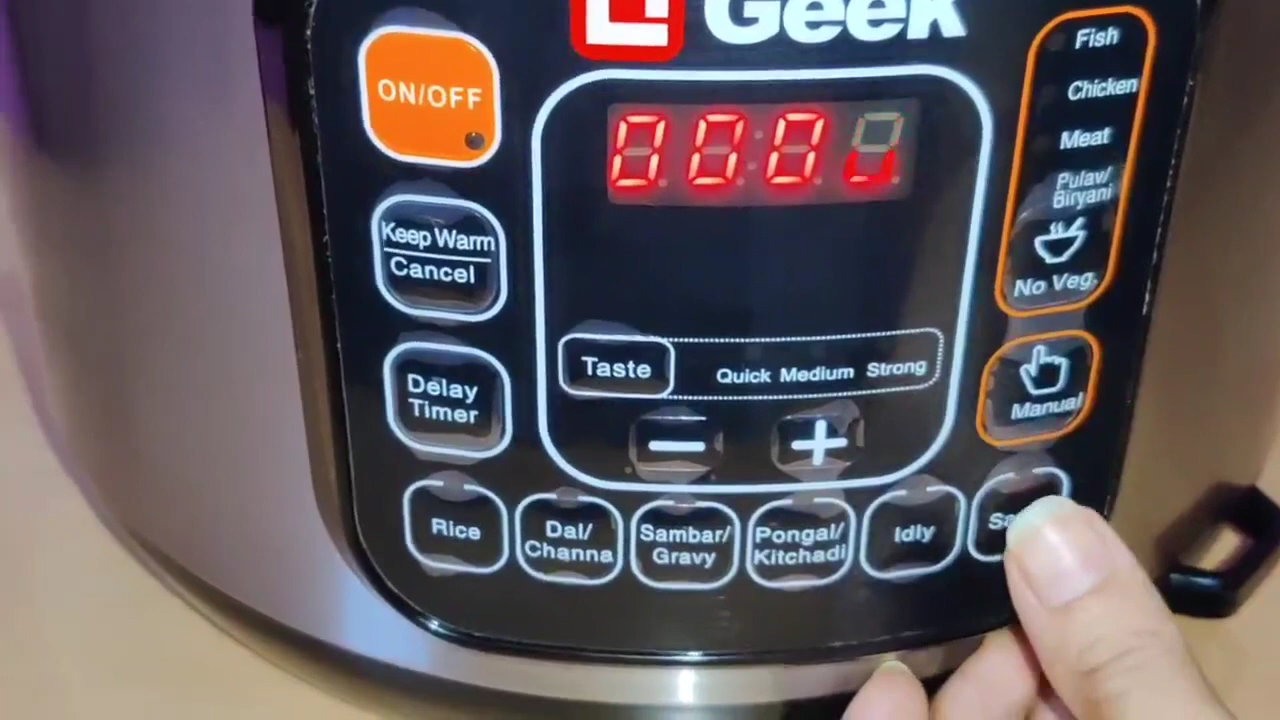 Geek
ON/OFF
Keep Warm
Cancel
Delay
Timer
Fish
Chicken
Meat
Pulav/
Biryani
No Veg.
Manual
Taste
Quick Medium Strong
− +
Rice
Dal/
Channa
Sambar/
Gravy
Pongal/
Kitchadi
Idly